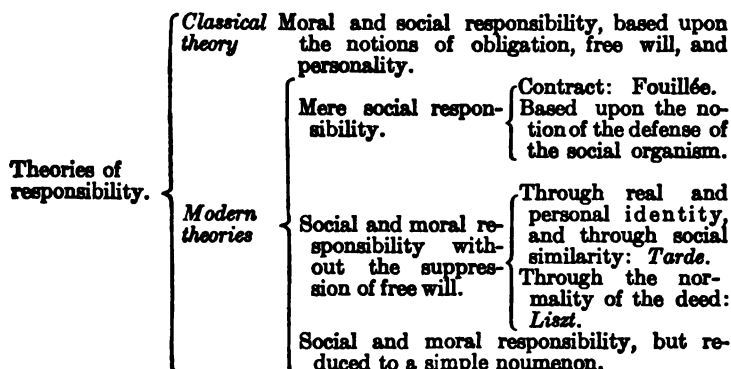 Classical Moral and social responsibility, based upon
theory the notions of obligation, free will, and
personality.
Contract: Fouillée.
Mere social respon- Based upon the no-
sibility. tion of the defense of
the social organism.
Theories of
responsibility.
Modern
theories
Through real and
personal identity,
Social and moral re- and through social
sponsibility with- similarity: Tarde.
out the suppres- Through the nor-
sion of free will. mality of the deed:
Liszt.
Social and moral responsibility, but re-
duced to a simple noumenon.